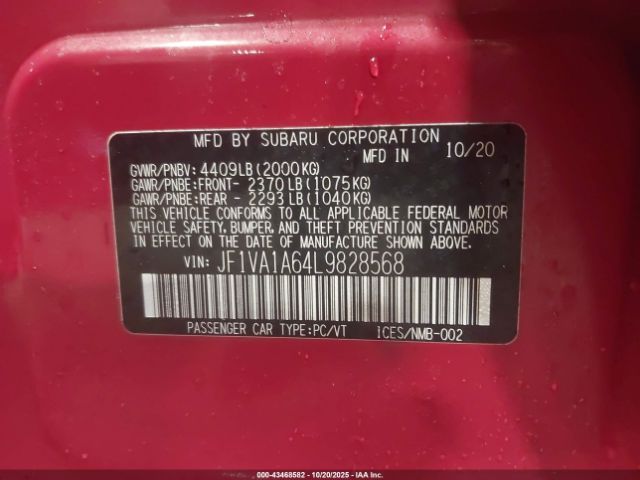 MFD BY SUBARU CORPORATION
MFD IN 10/20
GVWR/PNBV: 4409LB(2000KG)
GAWR/PNBE:FRONT- 2370LB(1075KG)
GAWR/PNBE:REAR - 2293LB(1040KG)
THIS VEHICLE CONFORMS TO ALL APPLICABLE FEDERAL MOTOR
VEHICLE SAFETY,BUMPER,AND THEFT PREVENTION STANDARDS
IN EFFECT ON THE DATE OF MANUFACTURE SHOWN ABOVE.
VIN: JF1VA1A64L9828568
PASSENGER CAR TYPE:PC/VT ICES/NMB-002
000-43468582 - 10/20/2025 - IAA Inc.